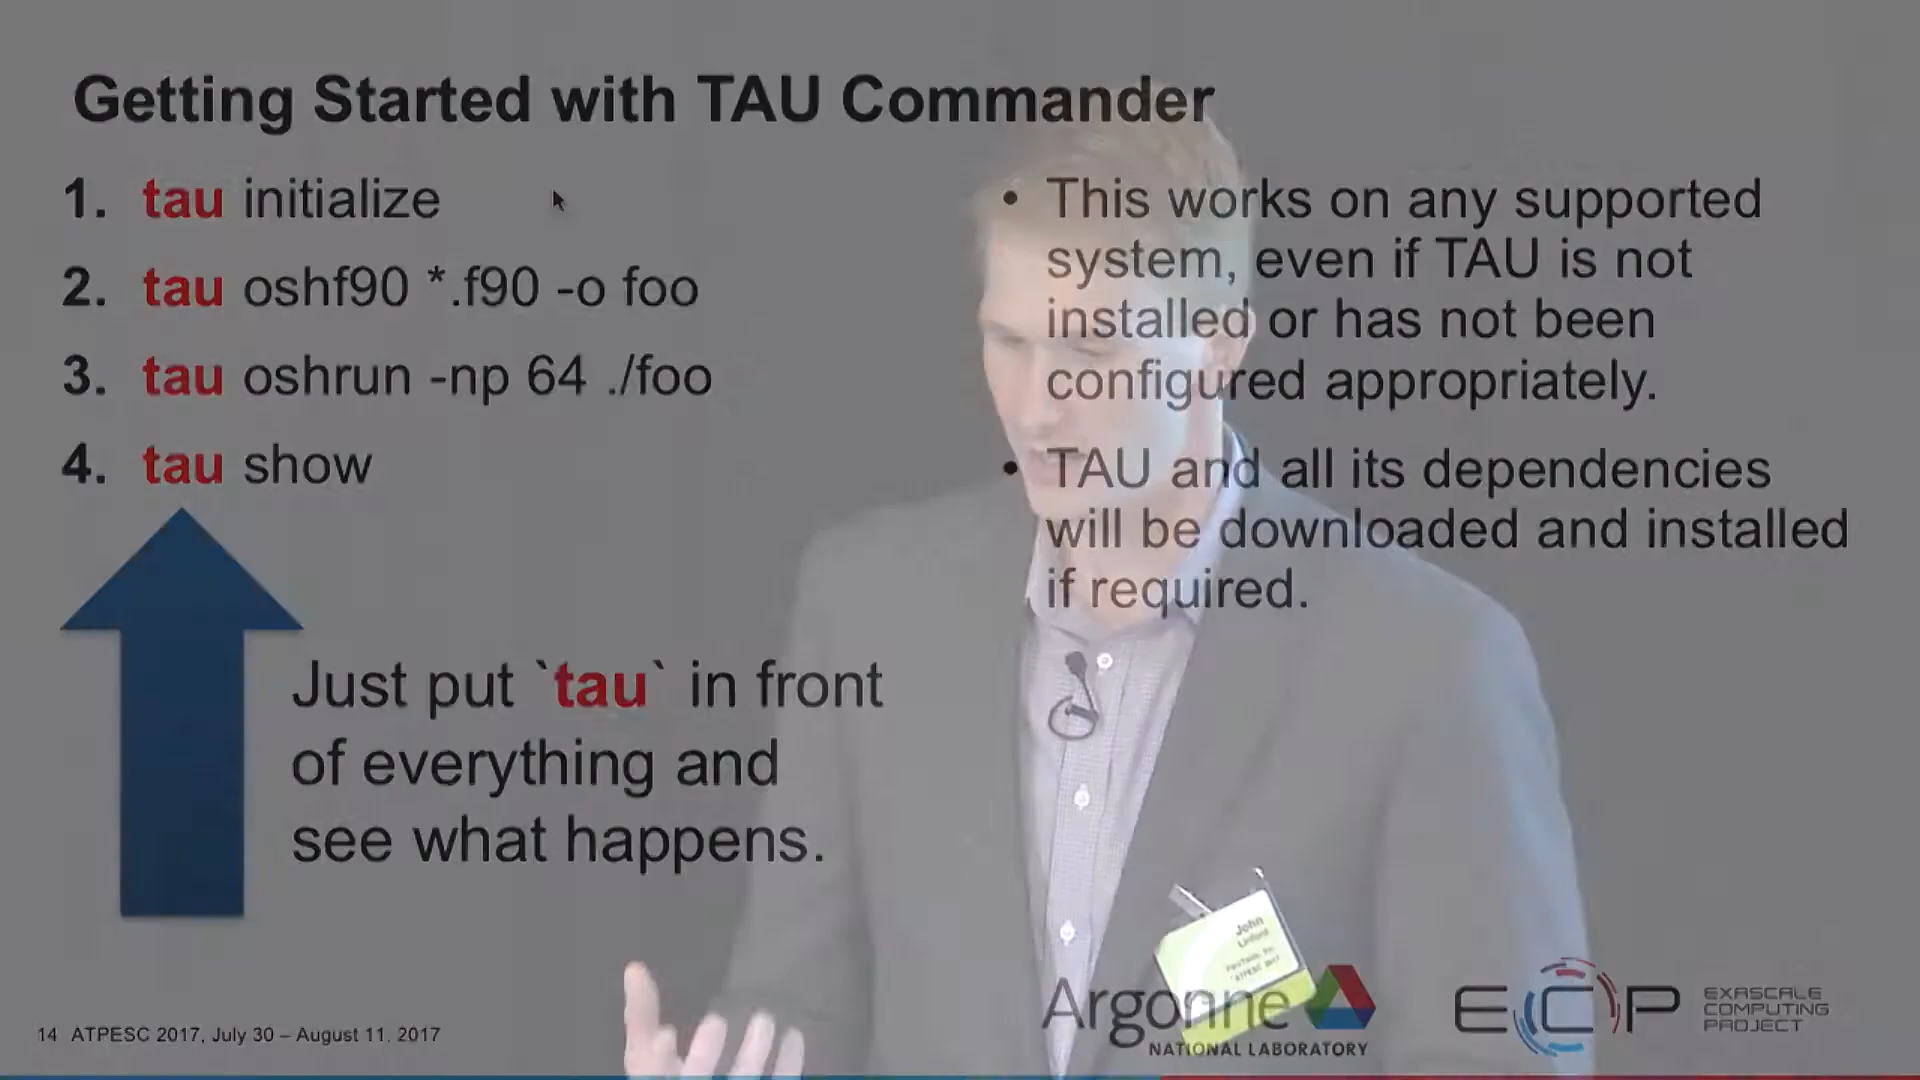 Getting Started with TAU Commander
1. tau initialize
2. tau oshf90 *.f90 -o foo
3. tau oshrun -np 64 ./foo
4. tau show
Just put `tau` in front
of everything and
see what happens.
• This works on any supported
system, even if TAU is not
installed or has not been
configured appropriately.
• TAU and all its dependencies
will be downloaded and installed
if required.
John
Linford
ATPESC 2017
14 ATPESC 2017, July 30 – August 11, 2017
Argonne
NATIONAL LABORATORY
ECP
EXASCALE
COMPUTING
PROJECT